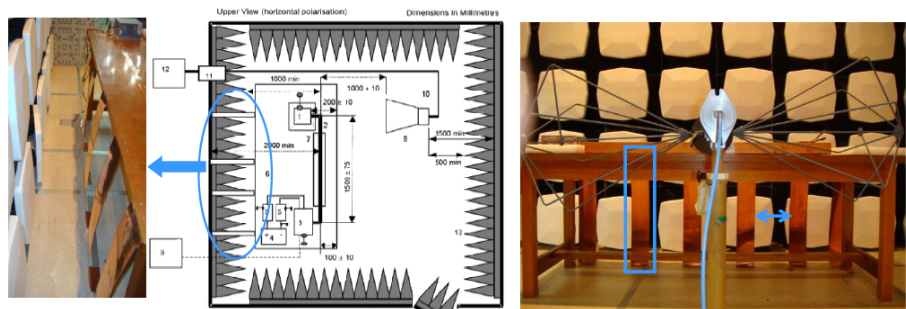 Upper View (horizontal polarisation)
Dimensions in Millimetres
12
11
1000 min
1000 ± 10
10
200 ± 10
1
2
8
1500 min
500 min
2000 min
1500 ± 75
6
5
3
4
9
13
100 ± 10